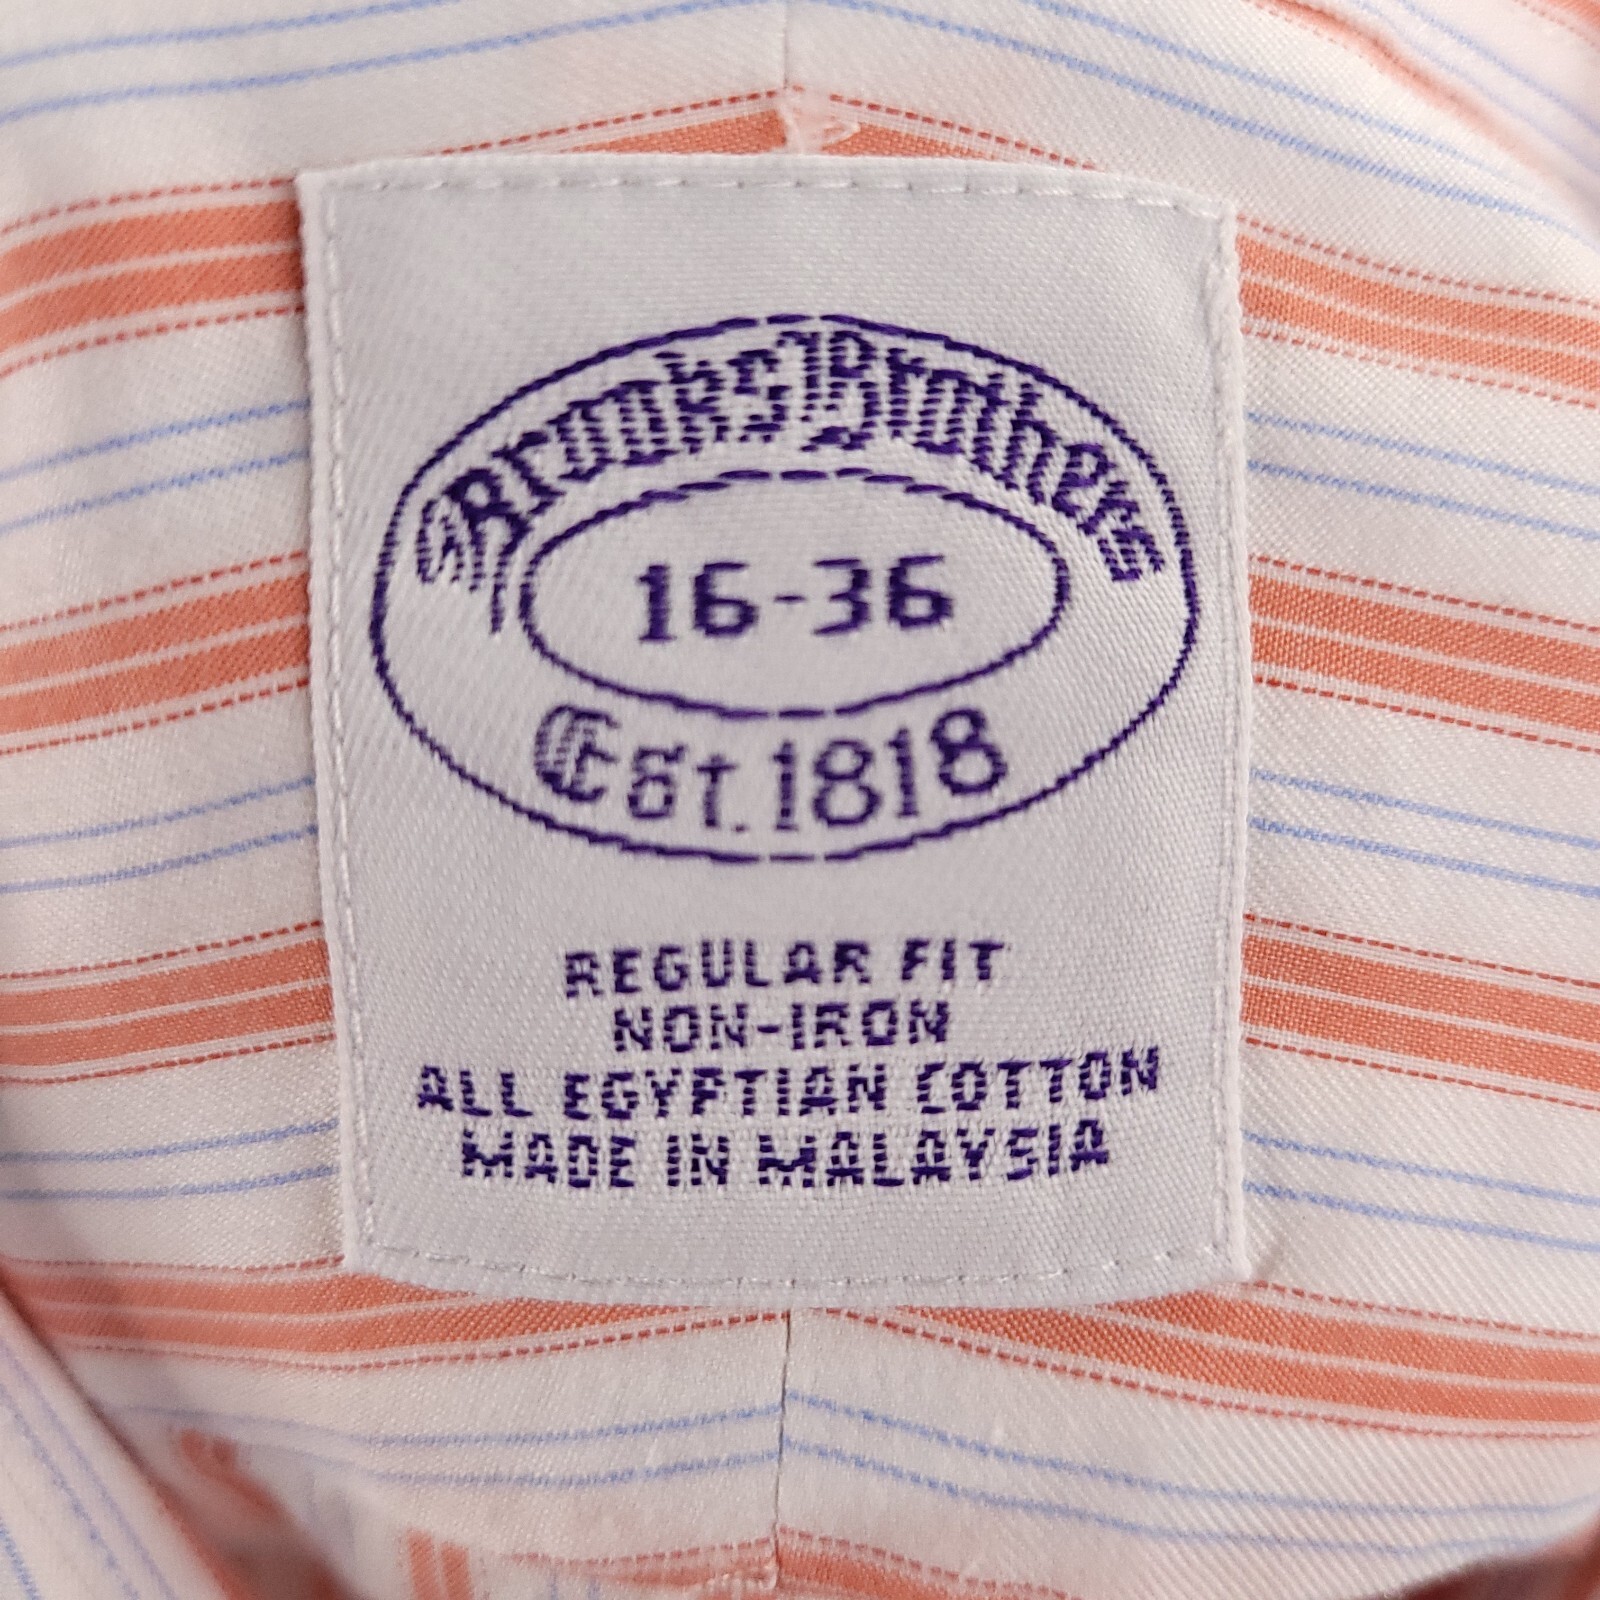 Brooks Brothers
16-36
Est. 1818
REGULAR FIT
NON-IRON
ALL EGYPTIAN COTTON
MADE IN MALAYSIA